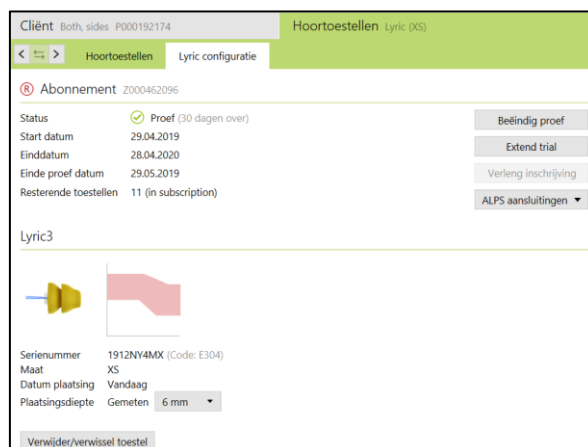 Cliënt Both, sides P000192174
Hoortoestellen Lyric (XS)
Hoortoestellen Lyric configuratie
R Abonnement Z000462096
Status Proef (30 dagen over)
Beëindig proef
Start datum 29.04.2019
Extend trial
Einddatum 28.04.2020
Einde proef datum 29.05.2019
Verleng inschrijving
Resterende toestellen 11 (in subscription)
ALPS aansluitingen
Lyric3
Serienummer 1912NY4MX (Code: E304)
Maat XS
Datum plaatsing Vandaag
Plaatsingsdiepte Gemeten 6 mm
Verwijder/verwissel toestel